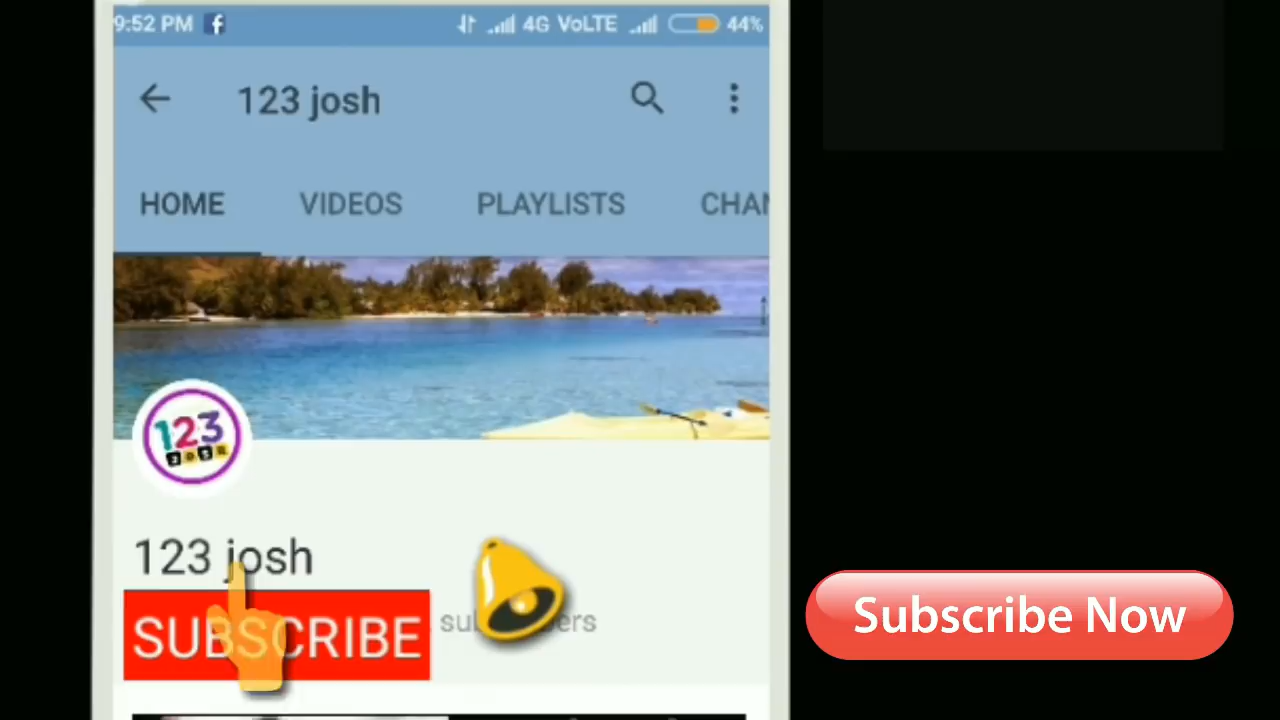 9:52 PM f 4G VoLTE 44%
123 josh
HOME VIDEOS PLAYLISTS CHAN
123
123 josh
SUBSCRIBE
Subscribe Now